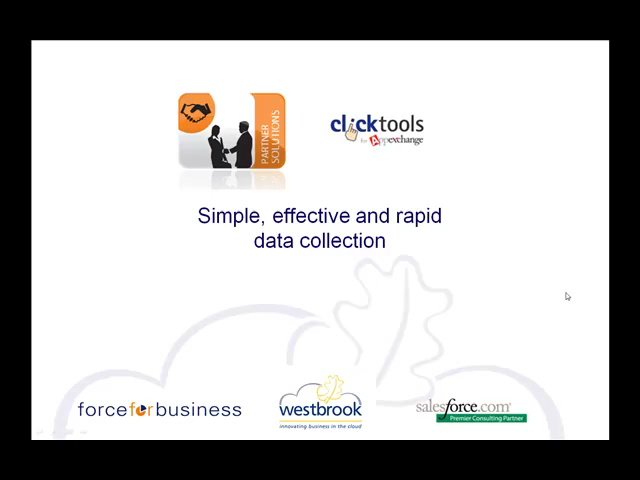 PARTNER
SOLUTIONS
clicktools
for Appexchange
Simple, effective and rapid
data collection
forceforbusiness
westbrook
innovating business in the cloud
salesforce.com
Premier Consulting Partner